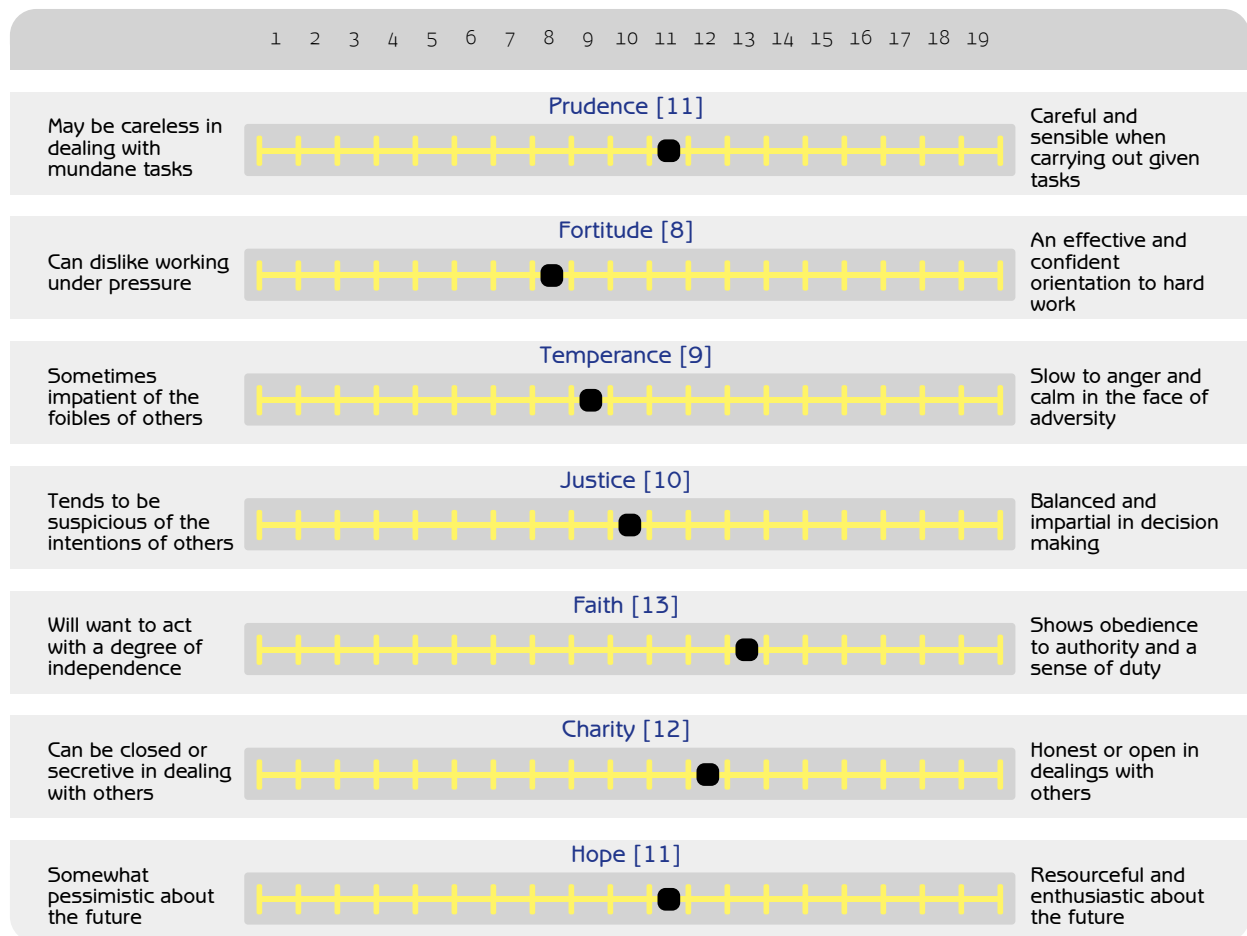 1 2 3 4 5 6 7 8 9 10 11 12 13 14 15 16 17 18 19
Prudence [11]
May be careless in
dealing with
mundane tasks
Careful and
sensible when
carrying out given
tasks
Fortitude [8]
Can dislike working
under pressure
An effective and
confident
orientation to hard
work
Temperance [9]
Sometimes
impatient of the
foibles of others
Slow to anger and
calm in the face of
adversity
Justice [10]
Tends to be
suspicious of the
intentions of others
Balanced and
impartial in decision
making
Faith [13]
Will want to act
with a degree of
independence
Shows obedience
to authority and a
sense of duty
Charity [12]
Can be closed or
secretive in dealing
with others
Honest or open in
dealings with
others
Hope [11]
Somewhat
pessimistic about
the future
Resourceful and
enthusiastic about
the future